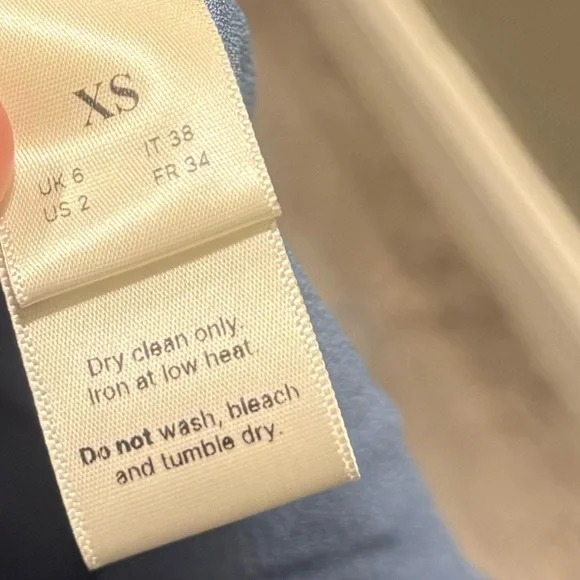 XS
UK 6 IT 38
US 2 FR 34
Dry clean only.
Iron at low heat.
Do not wash, bleach
and tumble dry.